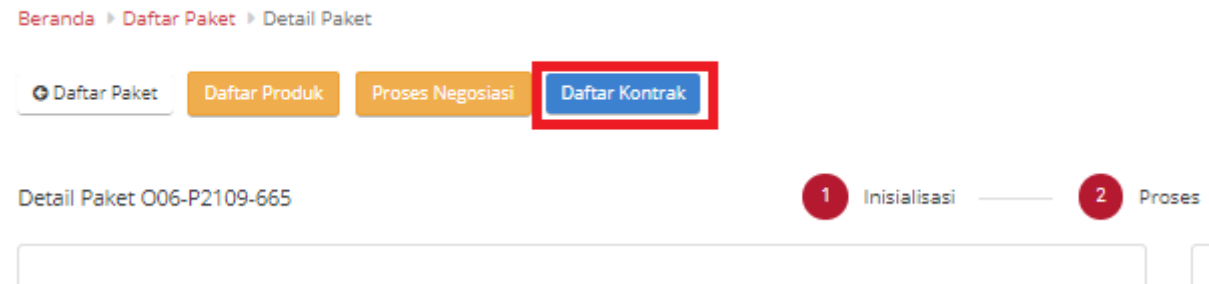 Beranda Daftar Paket Detail Paket
Daftar Paket Daftar Produk Proses Negosiasi Daftar Kontrak
Detail Paket O06-P2109-665 1 Inisialisasi 2 Proses